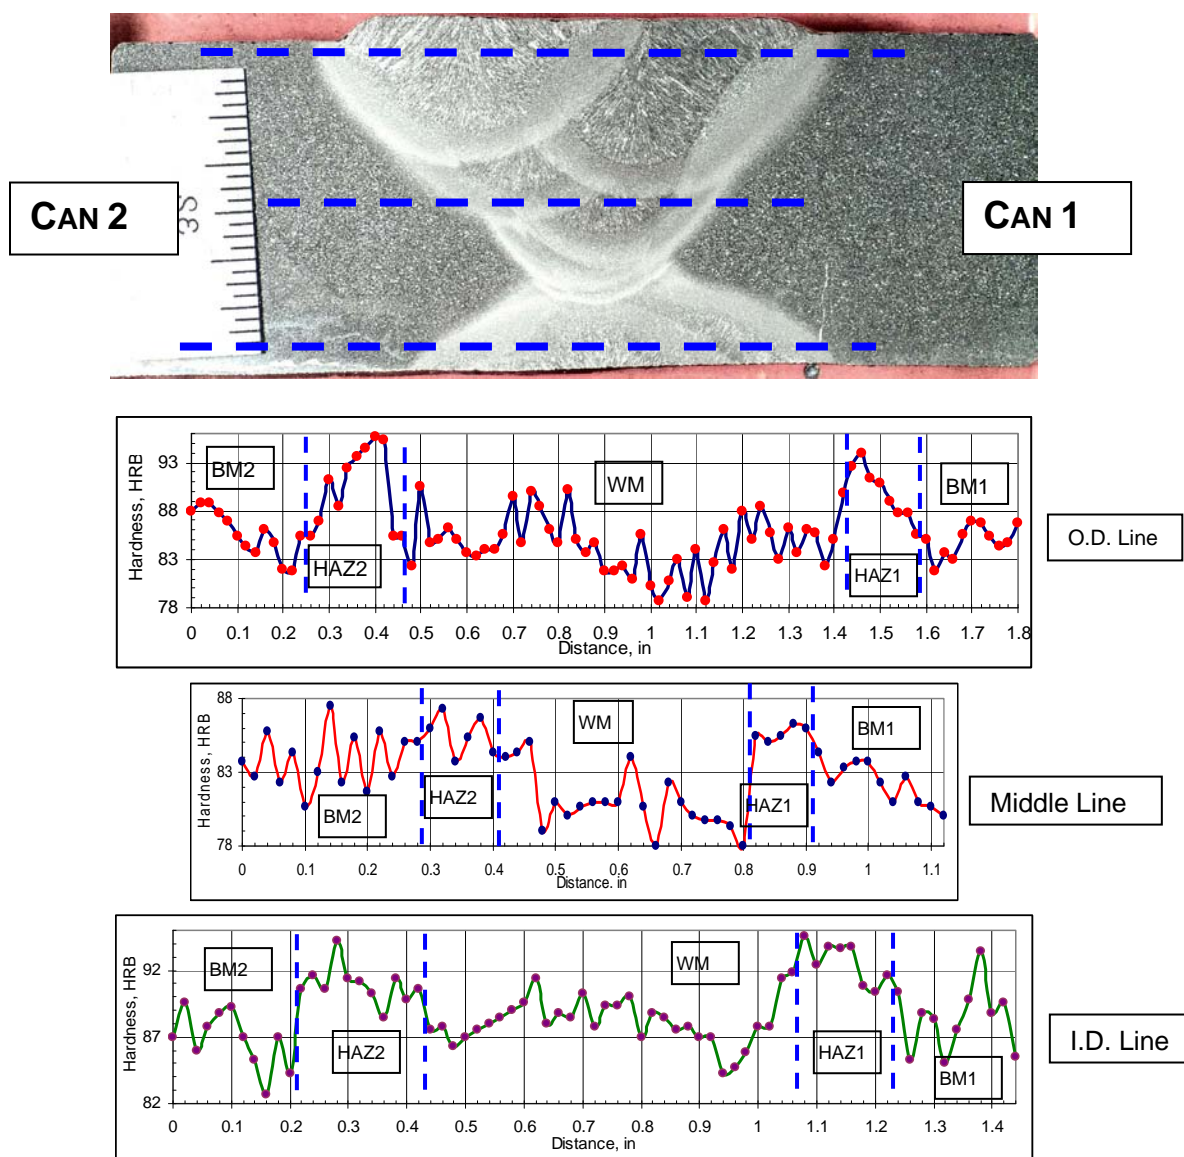 3S
CAN 2
CAN 1
93
88
83
78
Hardness, HRB
BM2
HAZ2
WM
HAZ1
BM1
0 0.1 0.2 0.3 0.4 0.5 0.6 0.7 0.8 0.9 1 1.1 1.2 1.3 1.4 1.5 1.6 1.7 1.8
Distance, in
O.D. Line
88
83
78
Hardness, HRB
BM2
HAZ2
WM
HAZ1
BM1
0 0.1 0.2 0.3 0.4 0.5 0.6 0.7 0.8 0.9 1 1.1
Distance. in
Middle Line
92
87
82
Hardness, HRB
BM2
HAZ2
WM
HAZ1
BM1
0 0.1 0.2 0.3 0.4 0.5 0.6 0.7 0.8 0.9 1 1.1 1.2 1.3 1.4
Distance, in
I.D. Line